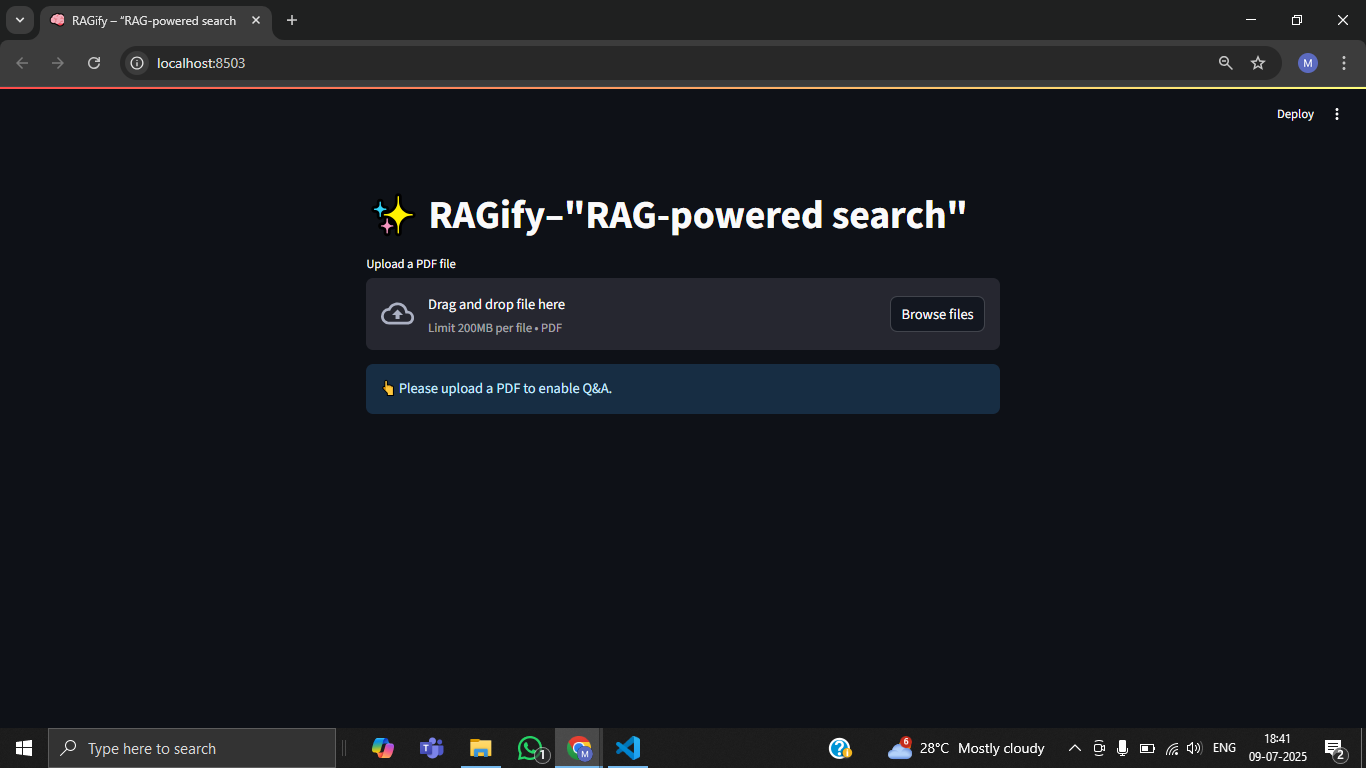 RAGify – "RAG-powered search
localhost:8503
M
Deploy
RAGify–"RAG-powered search"
Upload a PDF file
Drag and drop file here
Limit 200MB per file • PDF
Browse files
Please upload a PDF to enable Q&A.
Type here to search
1
M
6
28°C Mostly cloudy
ENG
18:41
09-07-2025
2